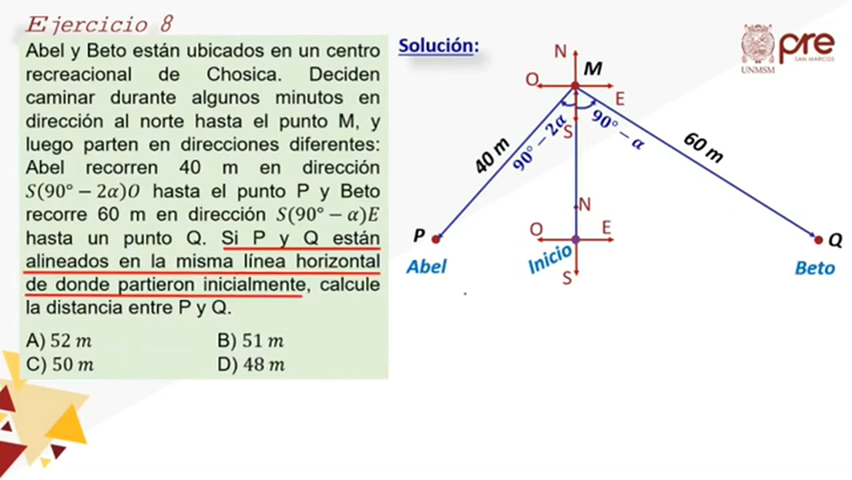 Ejercicio 8
Abel y Beto están ubicados en un centro
recreacional de Chosica. Deciden
caminar durante algunos minutos en
dirección al norte hasta el punto M, y
luego parten en direcciones diferentes:
Abel recorren 40 m en dirección
S(90° − 2α)O hasta el punto P y Beto
recorre 60 m en dirección S(90° − α)E
hasta un punto Q. Si P y Q están
alineados en la misma línea horizontal
de donde partieron inicialmente, calcule
la distancia entre P y Q.
A) 52 m
B) 51 m
C) 50 m
D) 48 m
Solución:
N
M
O
E
S
90° − 2α
90° − α
40 m
60 m
N
O
E
S
Inicio
P
Abel
Q
Beto
UNMSM
pre
SAN MARCOS